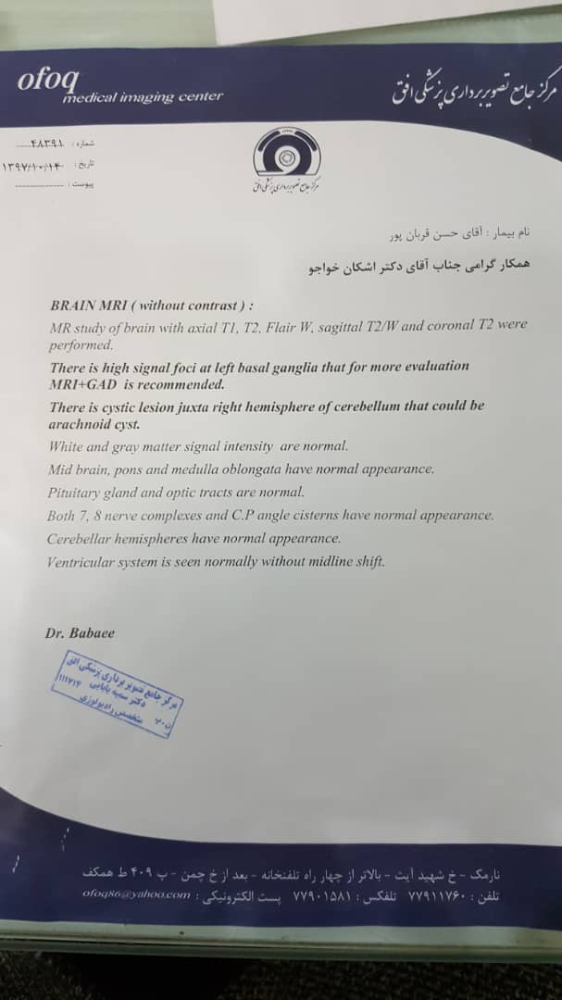 ofoq
medical imaging center
مرکز جامع تصویربرداری پزشکی افق
شماره : ۴۸۳۹۱
تاریخ : ۱۳۹۷/۱۰/۱۴
پیوست :
مرکز جامع تصویربرداری پزشکی افق
نام بیمار : آقای حسن قربان پور
همکار گرامی جناب آقای دکتر اشکان خواجو
BRAIN MRI ( without contrast ) :
MR study of brain with axial T1, T2, Flair W, sagittal T2/W and coronal T2 were
performed.
There is high signal foci at left basal ganglia that for more evaluation
MRI+GAD is recommended.
There is cystic lesion juxta right hemisphere of cerebellum that could be
arachnoid cyst.
White and gray matter signal intensity are normal.
Mid brain, pons and medulla oblongata have normal appearance.
Pituitary gland and optic tracts are normal.
Both 7, 8 nerve complexes and C.P angle cisterns have normal appearance.
Cerebellar hemispheres have normal appearance.
Ventricular system is seen normally without midline shift.
Dr. Babaee
مرکز جامع تصویر برداری پزشکی افق
دکتر سمیه بابایی ۱۱۱۷۱۴
ن.پ متخصص رادیولوژی
نارمک - خ شهید آیت - بالاتر از چهار راه تلفنخانه - بعد از خ چمن - پ ۴۰۹ ط همکف
تلفن : ۷۷۹۱۱۷۶۰ تلفکس : ۷۷۹۰۱۵۸۱ پست الکترونیکی : ofoq86@yahoo.com